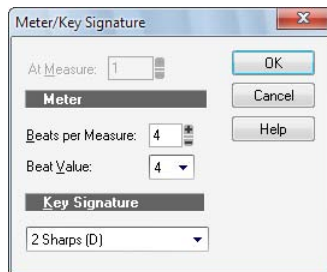 Meter/Key Signature
At Measure: 1
OK
Meter
Cancel
Beats per Measure: 4
Help
Beat Value: 4
Key Signature
2 Sharps (D)